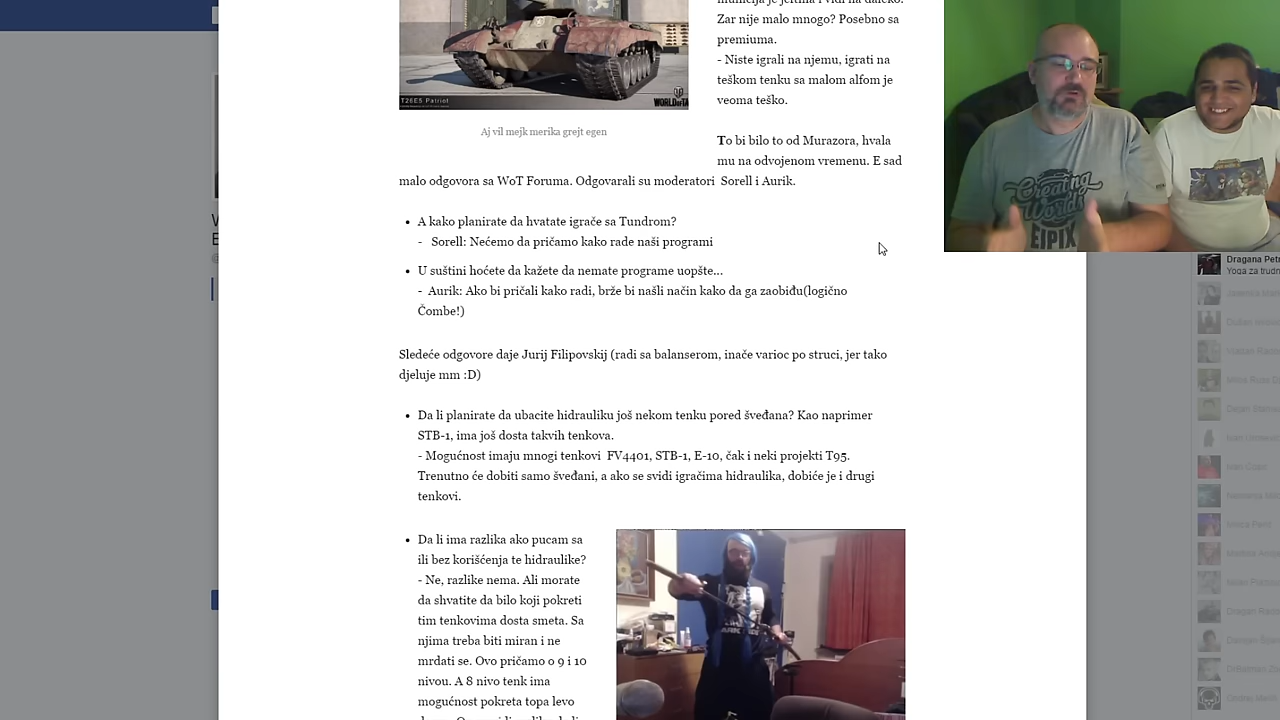 municija je jeftina i vidi na daleko.
Zar nije malo mnogo? Posebno sa
premiuma.
- Niste igrali na njemu, igrati na
teškom tenku sa malom alfom je
veoma teško.
T26E5 Patriot
Aj vil mejk merika grejt egen
To bi bilo to od Murazora, hvala
mu na odvojenom vremenu. E sad
malo odgovora sa WoT Foruma. Odgovarali su moderatori Sorell i Aurik.
• A kako planirate da hvatate igrače sa Tundrom?
- Sorell: Nećemo da pričamo kako rade naši programi
• U suštini hoćete da kažete da nemate programe uopšte...
- Aurik: Ako bi pričali kako radi, brže bi našli način kako da ga zaobiđu(logično
Čombe!)
Sledeće odgovore daje Jurij Filipovskij (radi sa balanserom, inače varioc po struci, jer tako
djeluje mm :D)
• Da li planirate da ubacite hidrauliku još nekom tenku pored šveđana? Kao naprimer
STB-1, ima još dosta takvih tenkova.
- Mogućnost imaju mnogi tenkovi FV4401, STB-1, E-10, čak i neki projekti T95.
Trenutno će dobiti samo šveđani, a ako se svidi igračima hidraulika, dobiće je i drugi
tenkovi.
• Da li ima razlika ako pucam sa
ili bez korišćenja te hidraulike?
- Ne, razlike nema. Ali morate
da shvatite da bilo koji pokreti
tim tenkovima dosta smeta. Sa
njima treba biti miran i ne
mrdati se. Ovo pričamo o 9 i 10
nivou. A 8 nivo tenk ima
mogućnost pokreta topa levo
Creating
Worlds
EIPIX
Dragana Pet
Yoga za trudn